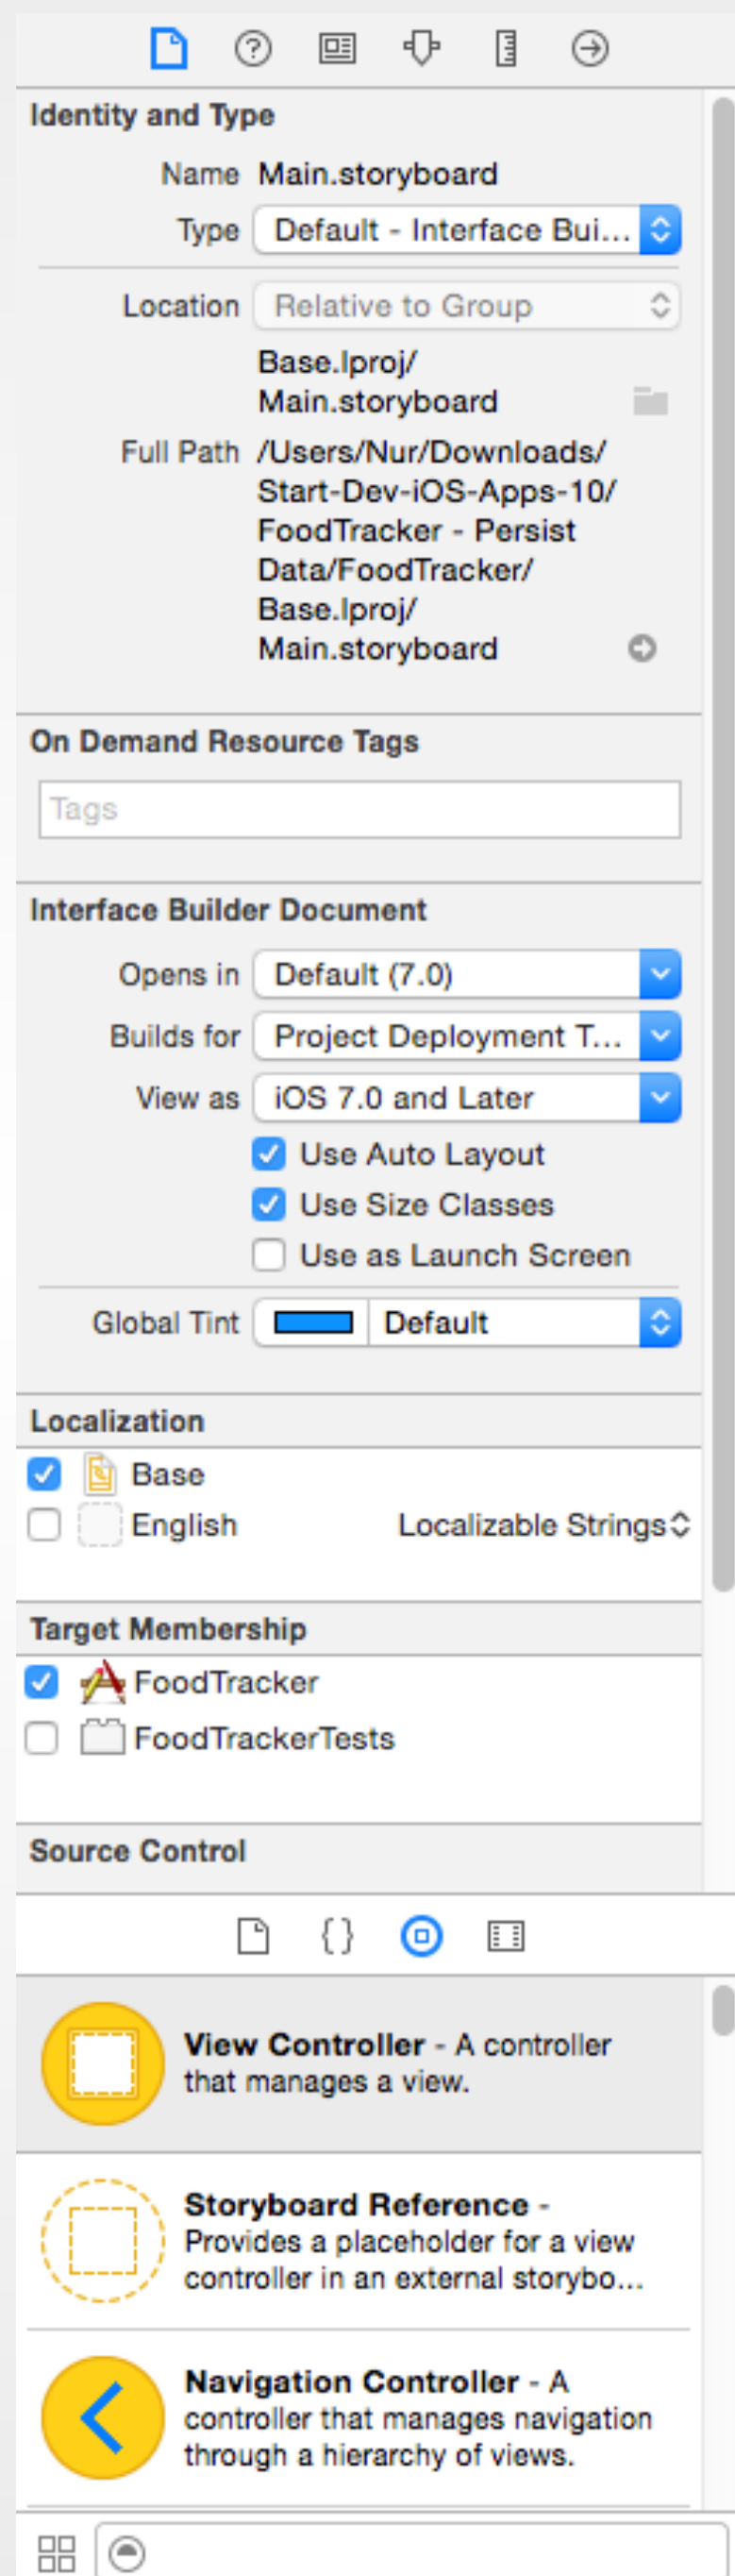 Identity and Type
Name Main.storyboard
Type Default - Interface Bui...
Location Relative to Group
Base.lproj/
Main.storyboard
Full Path /Users/Nur/Downloads/
Start-Dev-iOS-Apps-10/
FoodTracker - Persist
Data/FoodTracker/
Base.lproj/
Main.storyboard
On Demand Resource Tags
Tags
Interface Builder Document
Opens in Default (7.0)
Builds for Project Deployment T...
View as iOS 7.0 and Later
Use Auto Layout
Use Size Classes
Use as Launch Screen
Global Tint Default
Localization
Base
English Localizable Strings
Target Membership
FoodTracker
FoodTrackerTests
Source Control
{}
View Controller - A controller
that manages a view.
Storyboard Reference -
Provides a placeholder for a view
controller in an external storybo...
Navigation Controller - A
controller that manages navigation
through a hierarchy of views.